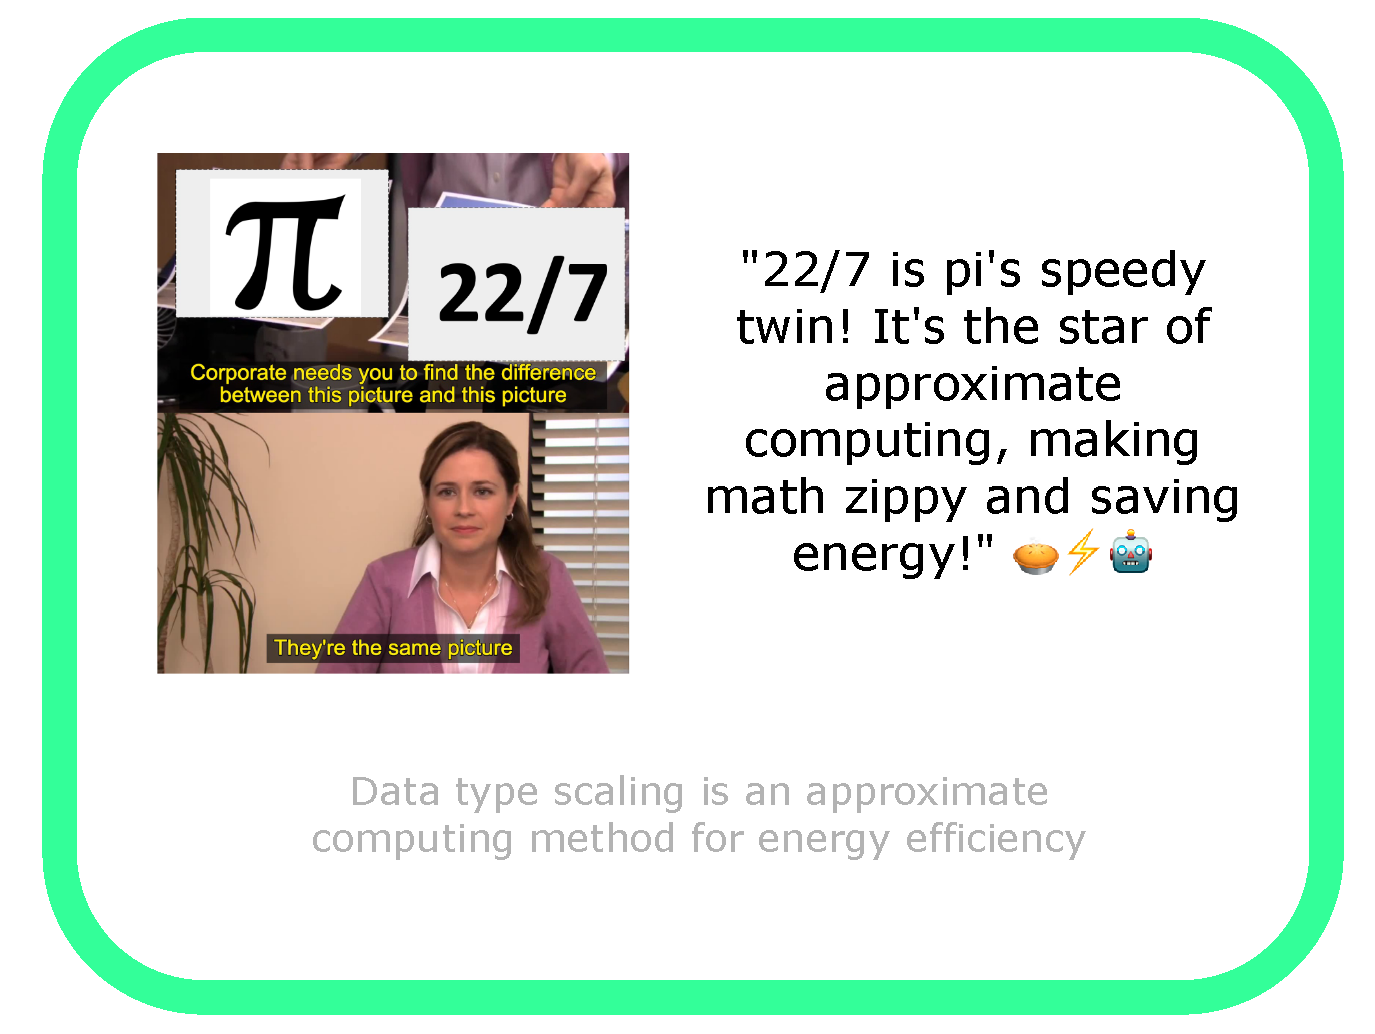 π
22/7
Corporate needs you to find the difference
between this picture and this picture
They're the same picture
"22/7 is pi's speedy
twin! It's the star of
approximate
computing, making
math zippy and saving
energy!" 🥧⚡🤖
Data type scaling is an approximate
computing method for energy efficiency